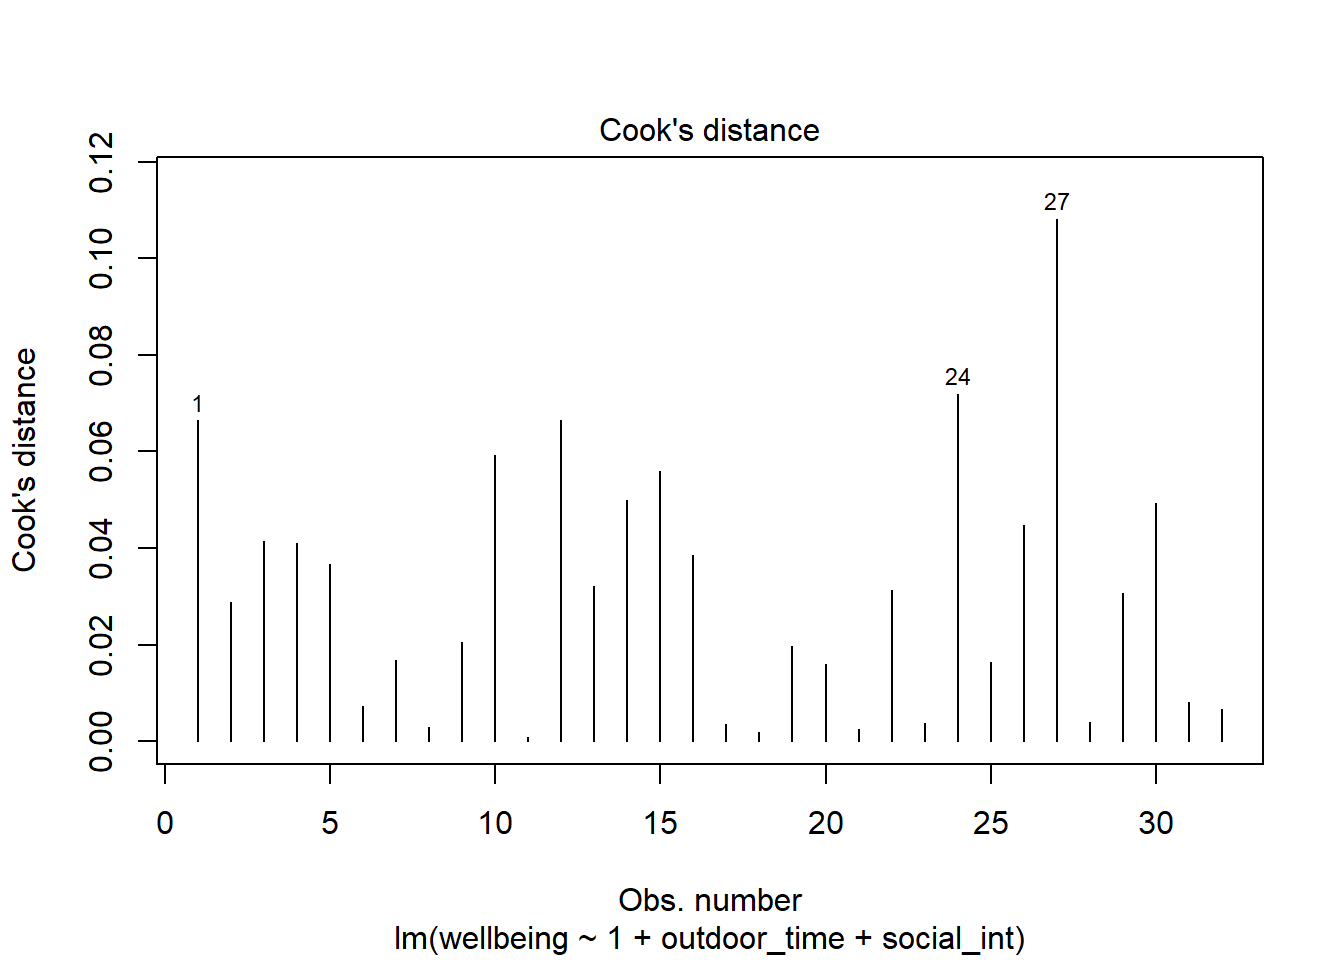 Cook's distance
0.12
0.10
0.08
0.06
0.04
0.02
0.00
Cook's distance
1
24
27
0 5 10 15 20 25 30
Obs. number
lm(wellbeing ~ 1 + outdoor_time + social_int)